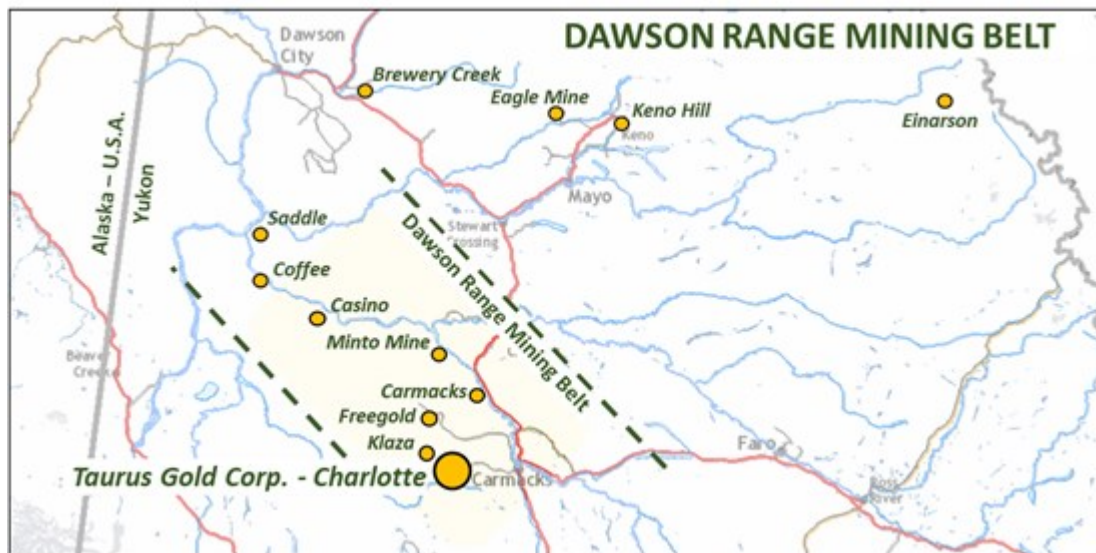 DAWSON RANGE MINING BELT
Dawson
City
Brewery Creek
Eagle Mine
Keno Hill
Keno
Einarson
Alaska – U.S.A.
Yukon
Mayo
Saddle
Stewart
Crossing
Dawson Range Mining Belt
Coffee
Casino
Minto Mine
Beaver
Creek
Carmacks
Freegold
Klaza
Faro
Taurus Gold Corp. - Charlotte
Carmacks
Ross
River